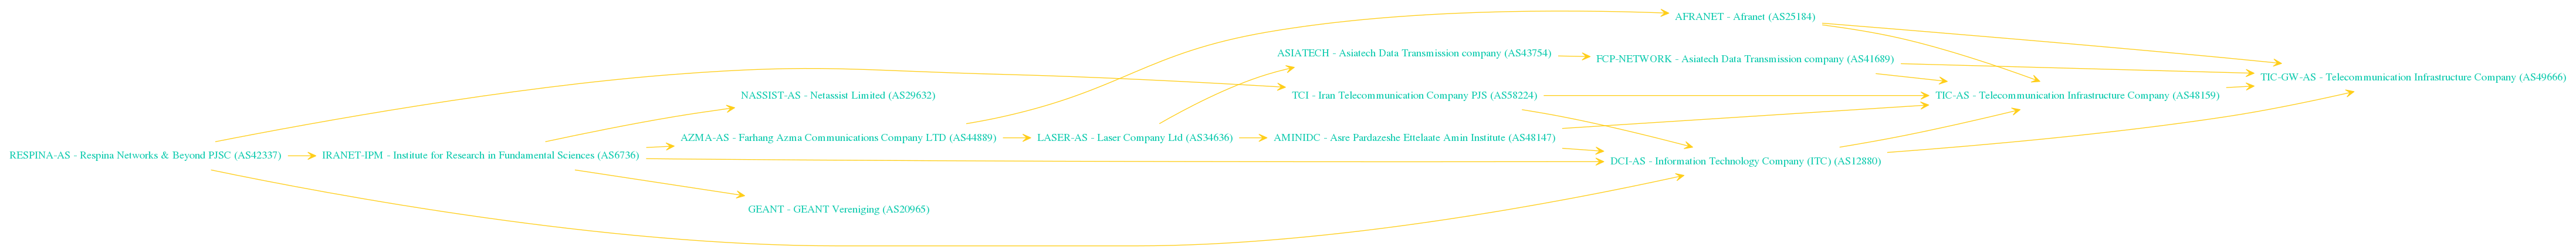 AFRANET - Afranet (AS25184)
ASIATECH - Asiatech Data Transmission company (AS43754)
FCP-NETWORK - Asiatech Data Transmission company (AS41689)
TIC-GW-AS - Telecommunication Infrastructure Company (AS49666)
NASSIST-AS - Netassist Limited (AS29632)
TCI - Iran Telecommunication Company PJS (AS58224)
TIC-AS - Telecommunication Infrastructure Company (AS48159)
AZMA-AS - Farhang Azma Communications Company LTD (AS44889)
LASER-AS - Laser Company Ltd (AS34636)
AMINIDC - Asre Pardazeshe Ettelaate Amin Institute (AS48147)
RESPINA-AS - Respina Networks & Beyond PJSC (AS42337)
IRANET-IPM - Institute for Research in Fundamental Sciences (AS6736)
DCI-AS - Information Technology Company (ITC) (AS12880)
GEANT - GEANT Vereniging (AS20965)